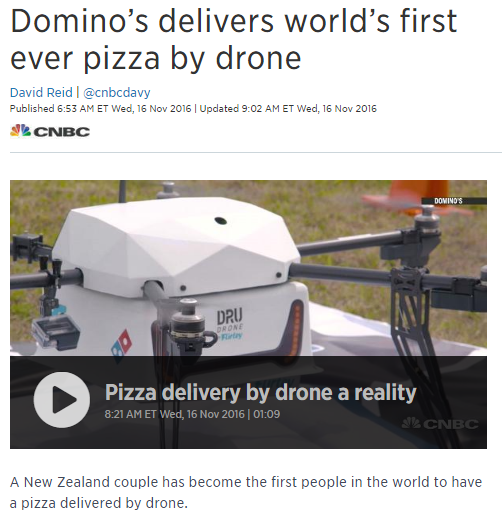 Domino’s delivers world’s first
ever pizza by drone
David Reid | @cnbcdavy
Published 6:53 AM ET Wed, 16 Nov 2016 | Updated 9:02 AM ET Wed, 16 Nov 2016
CNBC
DOMINO'S
DRU
DRONE
Flirtey
Pizza delivery by drone a reality
8:21 AM ET Wed, 16 Nov 2016 | 01:09
CNBC
A New Zealand couple has become the first people in the world to have
a pizza delivered by drone.